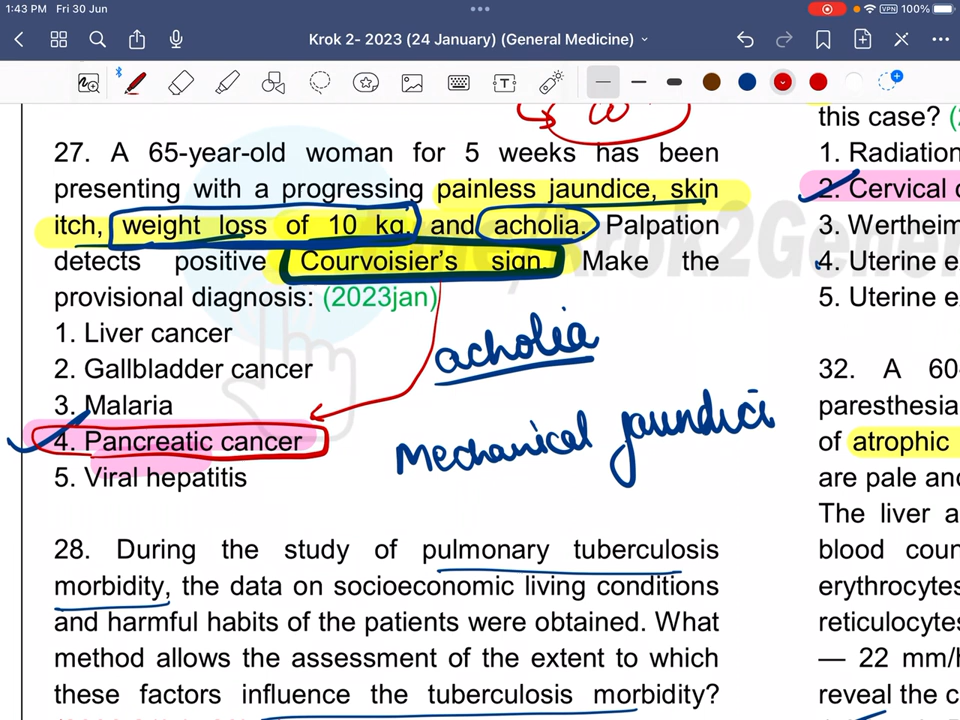 1:43 PM Fri 30 Jun
VPN 100%
Krok 2- 2023 (24 January) (General Medicine)
27. A 65-year-old woman for 5 weeks has been
presenting with a progressing painless jaundice, skin
itch, weight loss of 10 kg. and acholia. Palpation
detects positive Courvoisier's sign. Make the
provisional diagnosis: (2023jan)
1. Liver cancer
2. Gallbladder cancer
3. Malaria
4. Pancreatic cancer
5. Viral hepatitis
acholia
Mechanical jaundice
28. During the study of pulmonary tuberculosis
morbidity, the data on socioeconomic living conditions
and harmful habits of the patients were obtained. What
method allows the assessment of the extent to which
these factors influence the tuberculosis morbidity?
this case?
1. Radiation
2. Cervical
3. Wertheim
4. Uterine
5. Uterine
32. A 60
paresthesia
of atrophic
are pale and
The liver
blood coun
erythrocytes
reticulocytes
— 22 mm/h
reveal the